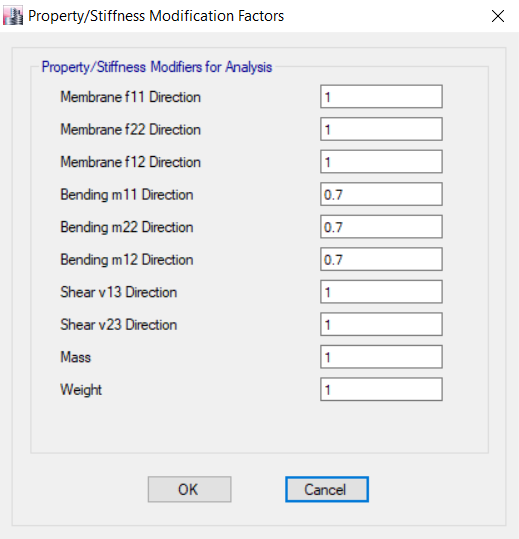 Property/Stiffness Modification Factors
Property/Stiffness Modifiers for Analysis
Membrane f11 Direction 1
Membrane f22 Direction 1
Membrane f12 Direction 1
Bending m11 Direction 0.7
Bending m22 Direction 0.7
Bending m12 Direction 0.7
Shear v13 Direction 1
Shear v23 Direction 1
Mass 1
Weight 1
OK Cancel